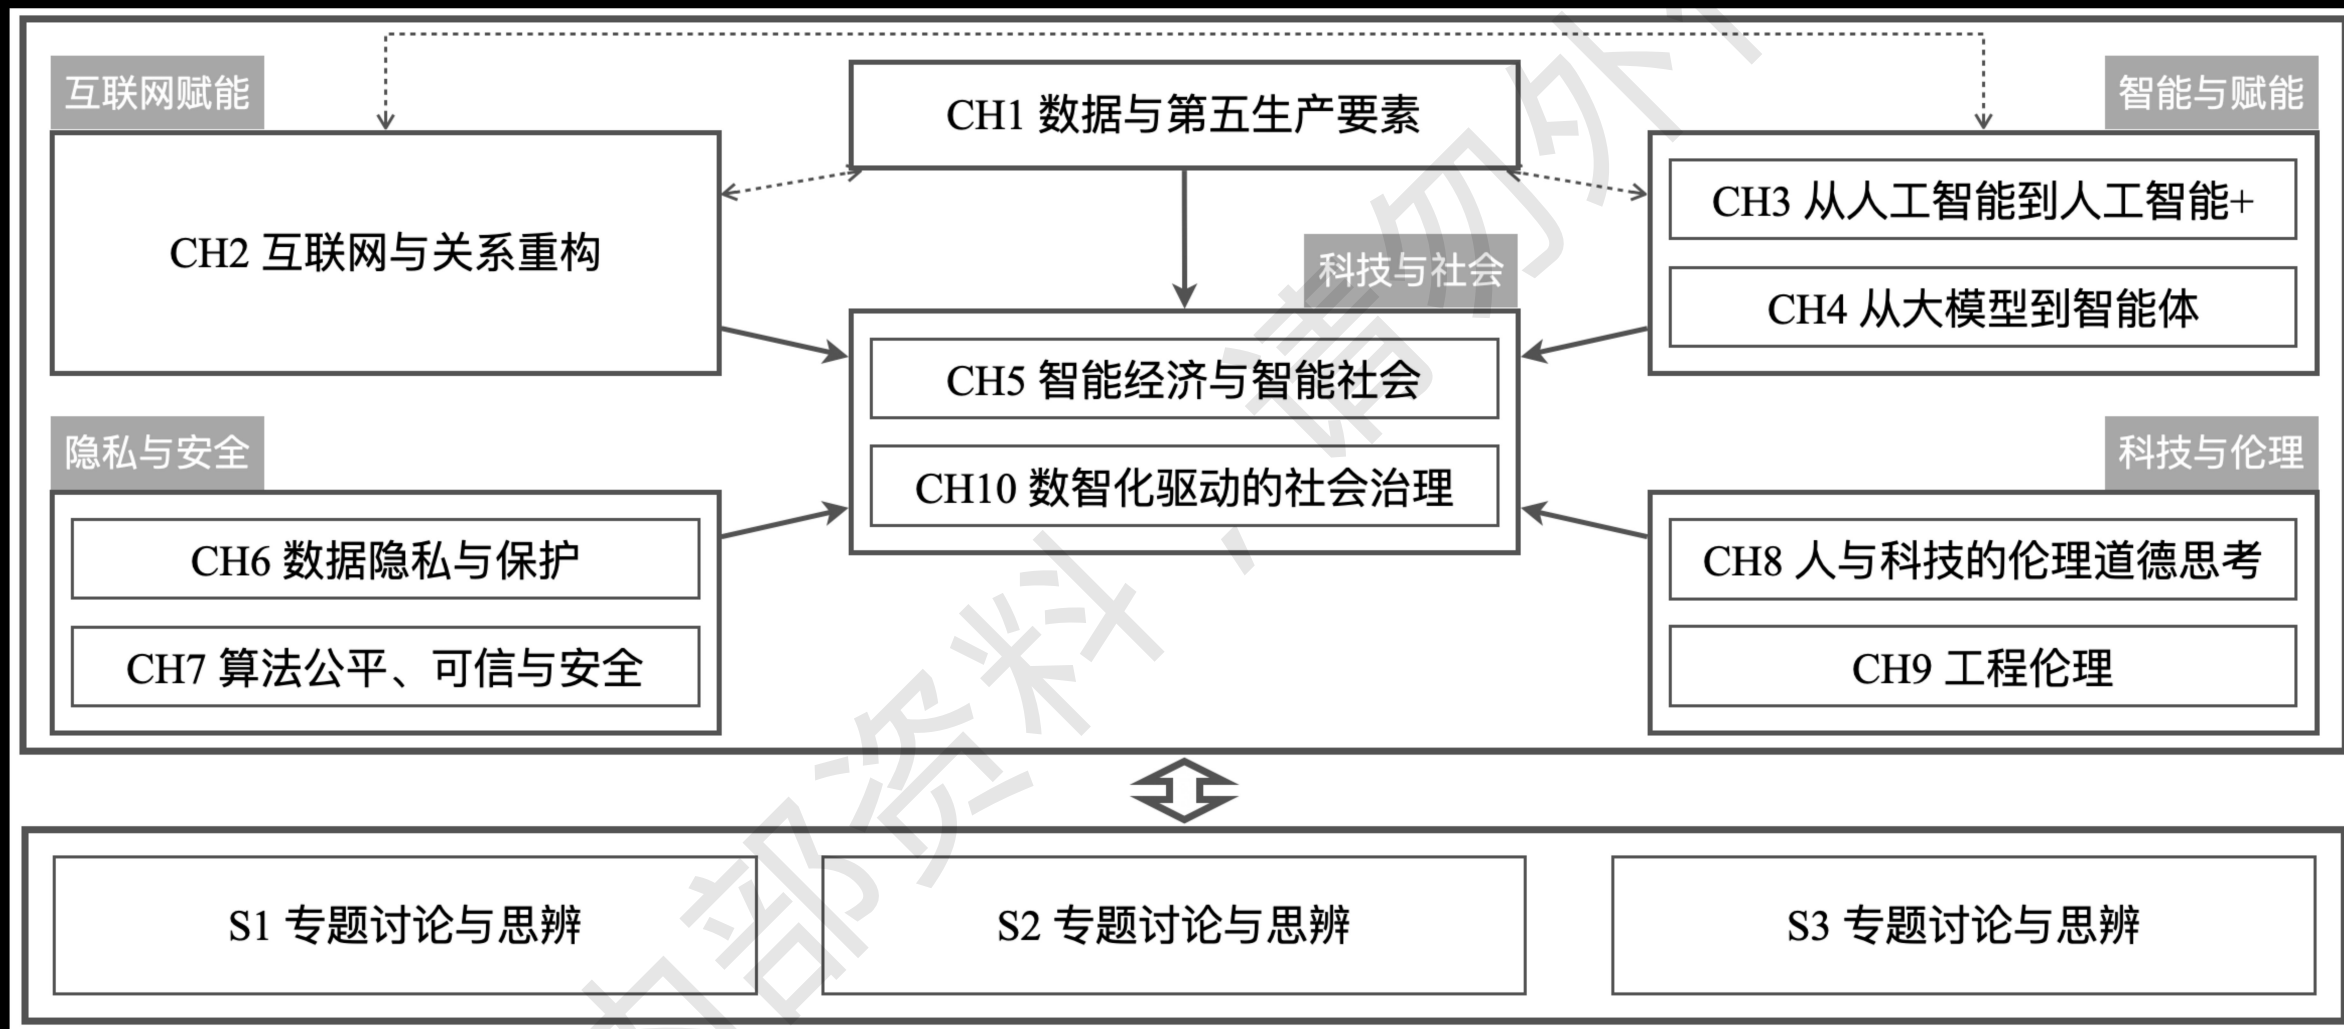 互联网赋能
CH1 数据与第五生产要素
智能与赋能
CH2 互联网与关系重构
CH3 从人工智能到人工智能+
CH4 从大模型到智能体
科技与社会
CH5 智能经济与智能社会
CH10 数智化驱动的社会治理
隐私与安全
CH6 数据隐私与保护
CH7 算法公平、可信与安全
科技与伦理
CH8 人与科技的伦理道德思考
CH9 工程伦理
S1 专题讨论与思辨
S2 专题讨论与思辨
S3 专题讨论与思辨
内部资料，请勿外